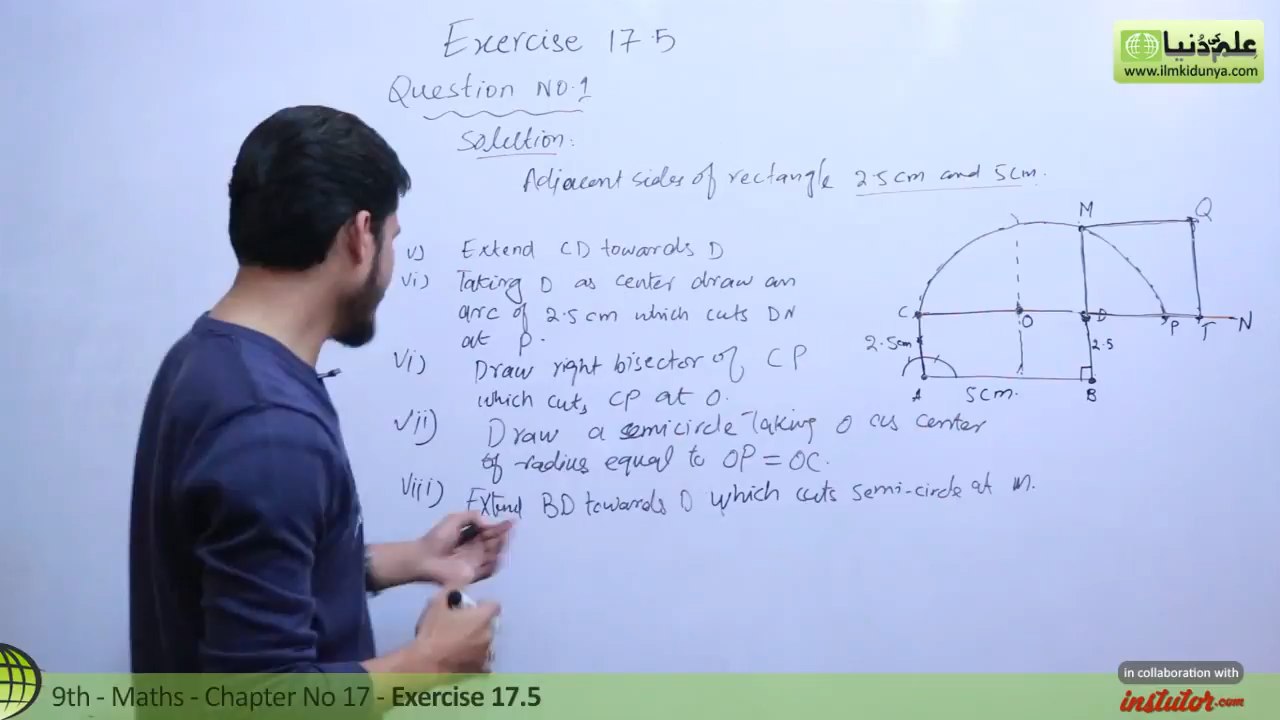 Exercise 17.5
Question NO.1
Solution:
Adjacent sides of rectangle 2.5cm and 5cm.
v) Extend CD towards D
vi) Taking D as center draw an
arc of 2.5cm which cuts DN
at P.
vi) Draw right bisector of CP
which cuts CP at O.
vii) Draw a semicircle Taking O as center
of radius equal to OP = OC.
viii) Extend BD towards D which cuts semi-circle at M.
M Q
C O D P T N
2.5cm 2.5
A 5cm. B
علم کی دُنیا
www.ilmkidunya.com
9th - Maths - Chapter No 17 - Exercise 17.5
in collaboration with
instutor.com